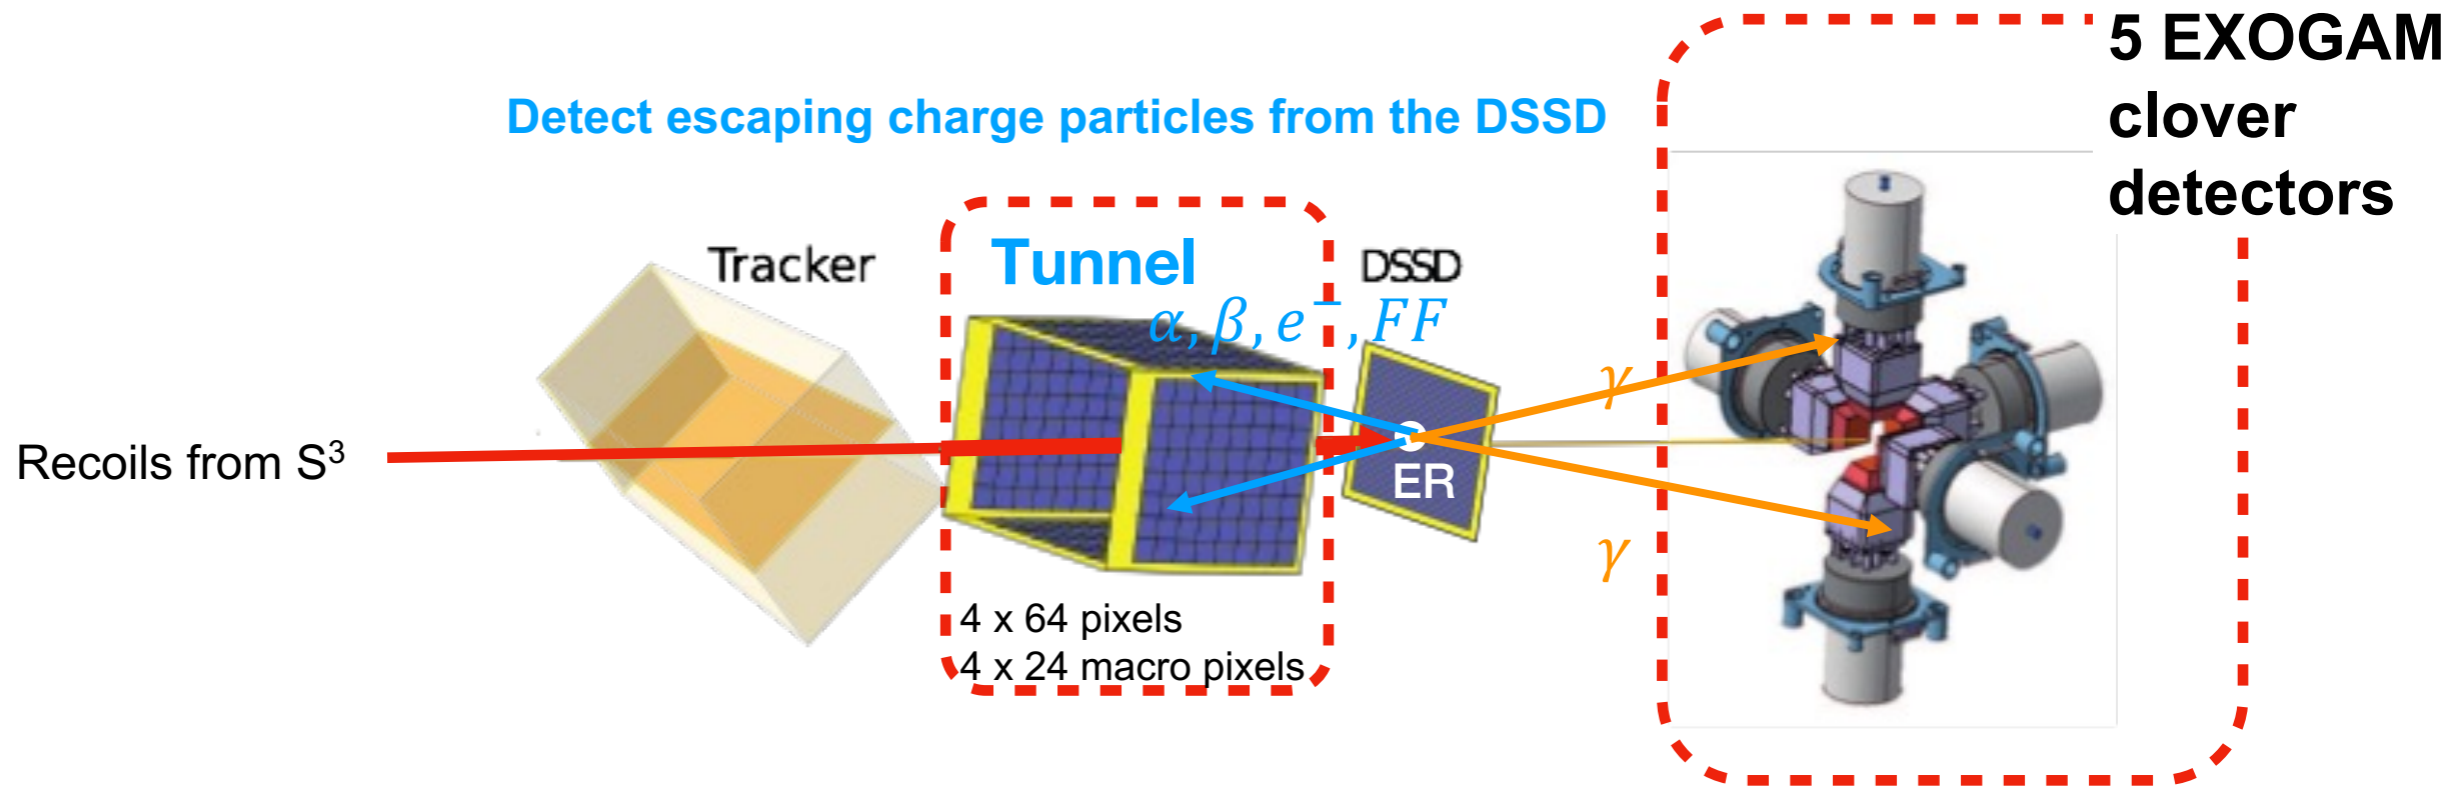 5 EXOGAM
clover
detectors
Detect escaping charge particles from the DSSD
Tracker
Tunnel
DSSD
α, β, e⁻, FF
γ
Recoils from S³
ER
γ
4 x 64 pixels
4 x 24 macro pixels